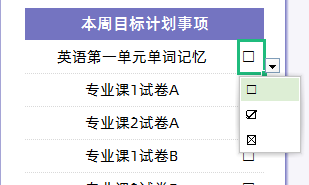 本周目标计划事项
英语第一单元单词记忆 ☐
专业课1试卷A ☐
专业课2试卷A ☑
专业课1试卷B ☒